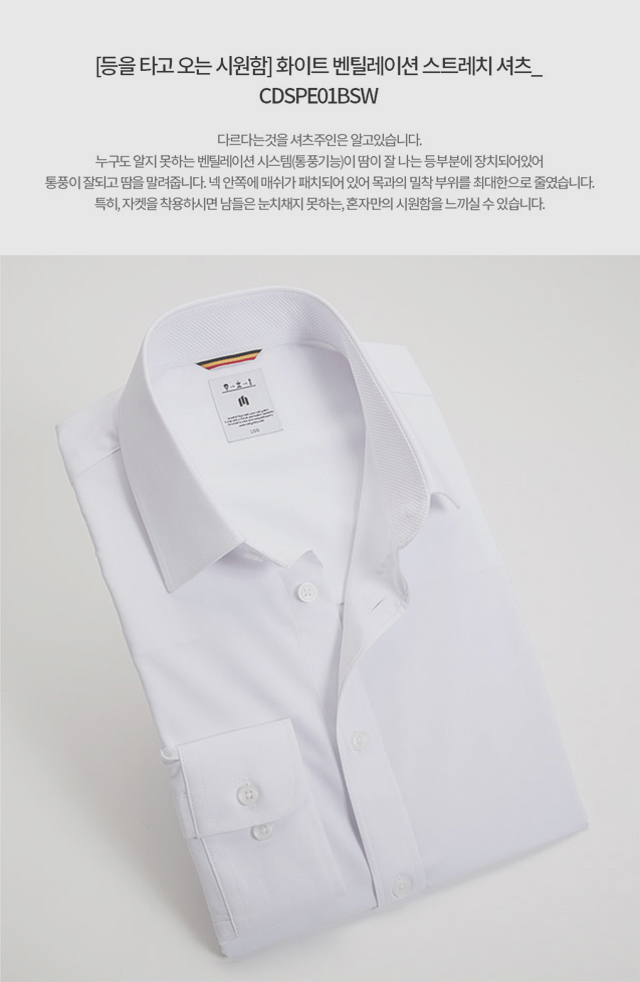 [등을 타고 오는 시원함] 화이트 벤틸레이션 스트레치 셔츠_
CDSPE01BSW
다르다는것을 셔츠주인은 알고있습니다.
누구도 알지 못하는 벤틸레이션 시스템(통풍기능)이 땀이 잘 나는 등부분에 장치되어있어
통풍이 잘되고 땀을 말려줍니다. 넥 안쪽에 매쉬가 패치되어 있어 목과의 밀착 부위를 최대한으로 줄였습니다.
특히, 자켓을 착용하시면 남들은 눈치채지 못하는, 혼자만의 시원함을 느끼실 수 있습니다.